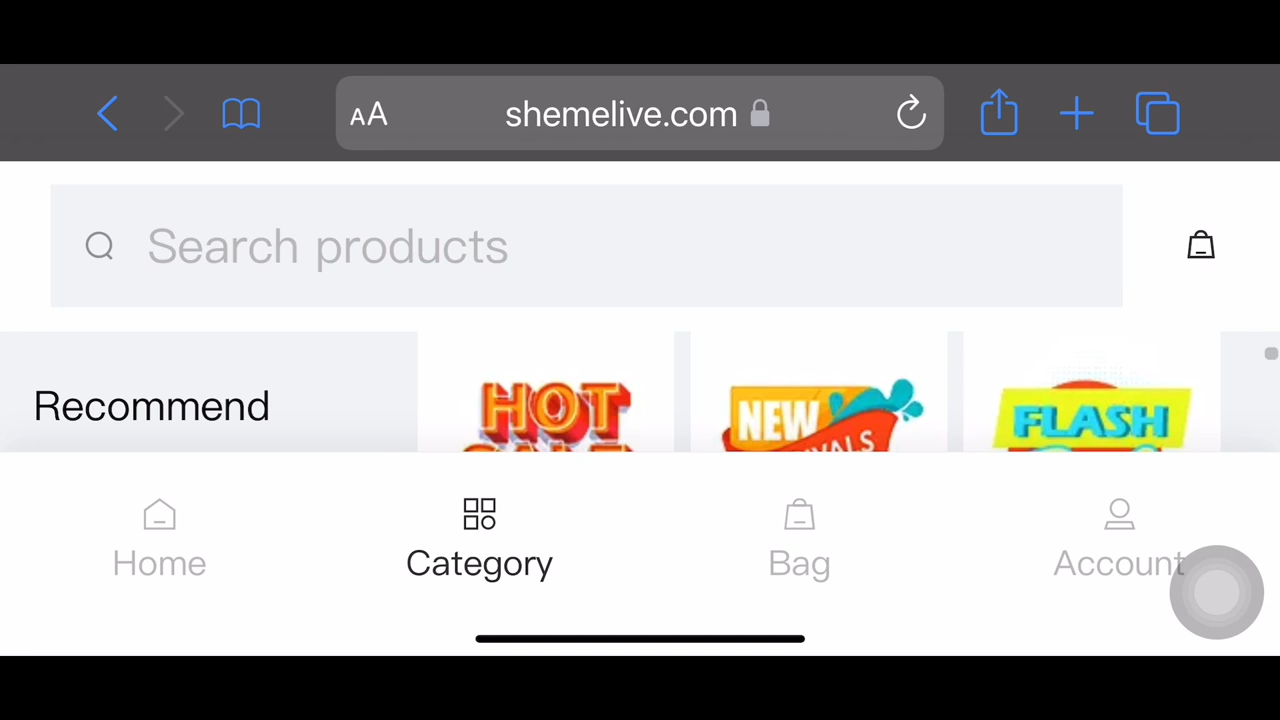 AA shemelive.com
Search products
Recommend
HOT
NEW
FLASH
Home Category Bag Account